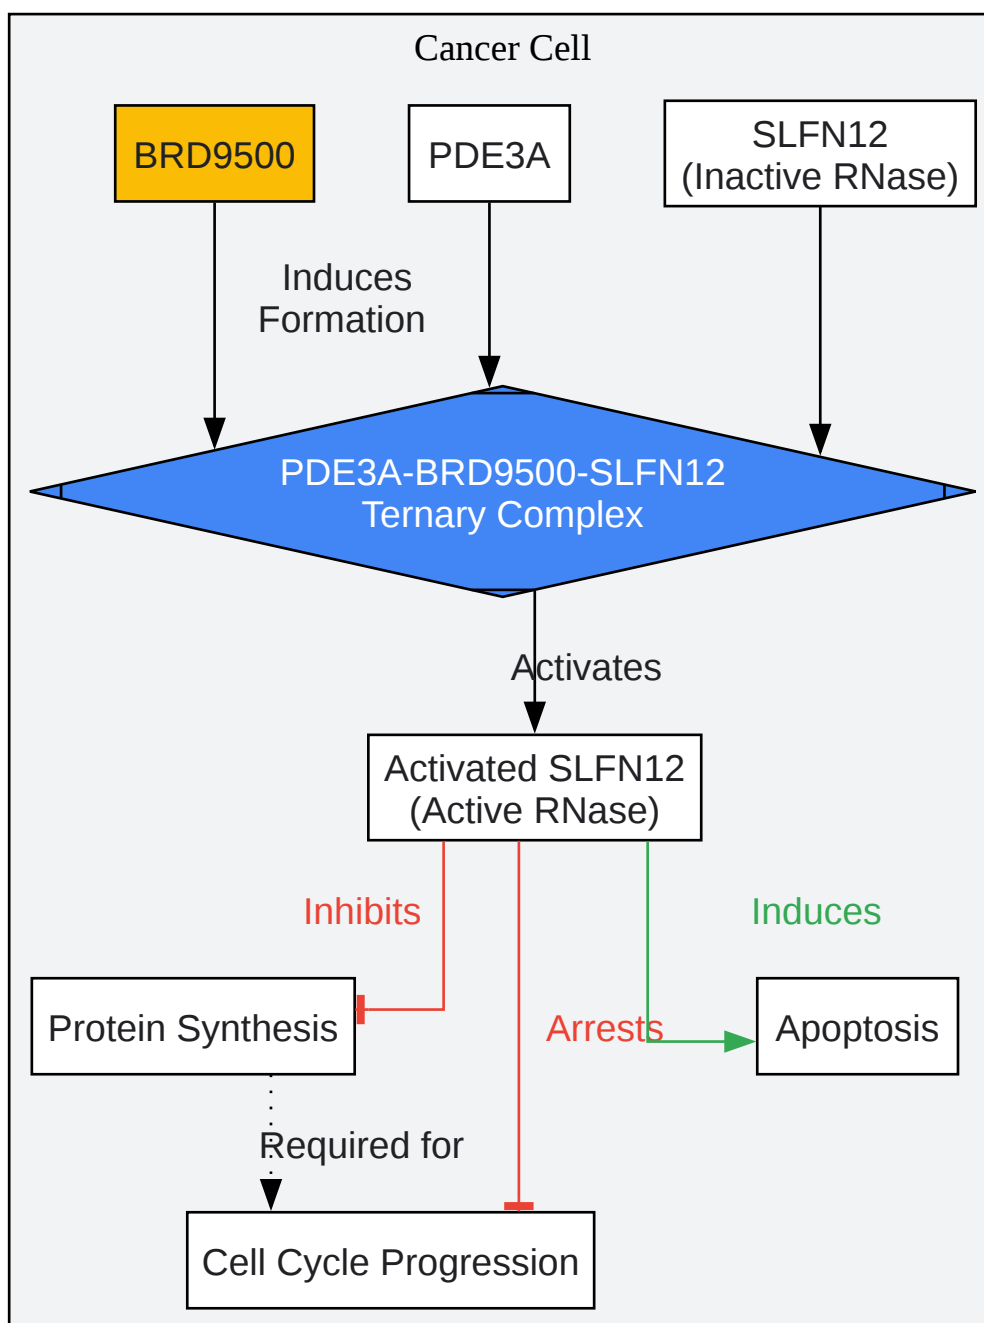 Cancer Cell
BRD9500
PDE3A
SLFN12
(Inactive RNase)
Induces
Formation
PDE3A-BRD9500-SLFN12
Ternary Complex
Activates
Activated SLFN12
(Active RNase)
Inhibits
Induces
Protein Synthesis
Arrests
Apoptosis
Required for
Cell Cycle Progression